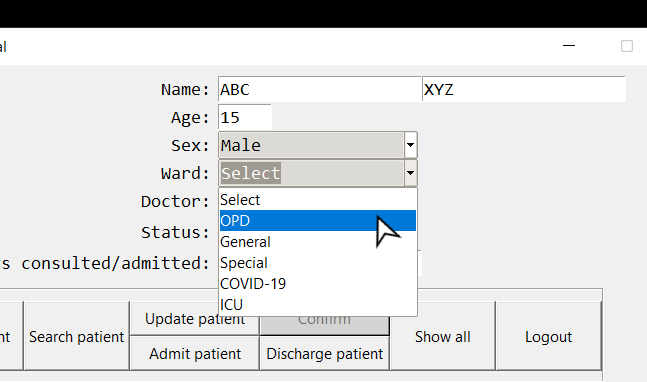 al
Name: ABC XYZ
Age: 15
Sex: Male
Ward: Select
Doctor: Select
OPD
Status: General
Special
rs consulted/admitted: COVID-19
ICU
nt Search patient Update patient Confirm Show all Logout
Admit patient Discharge patient